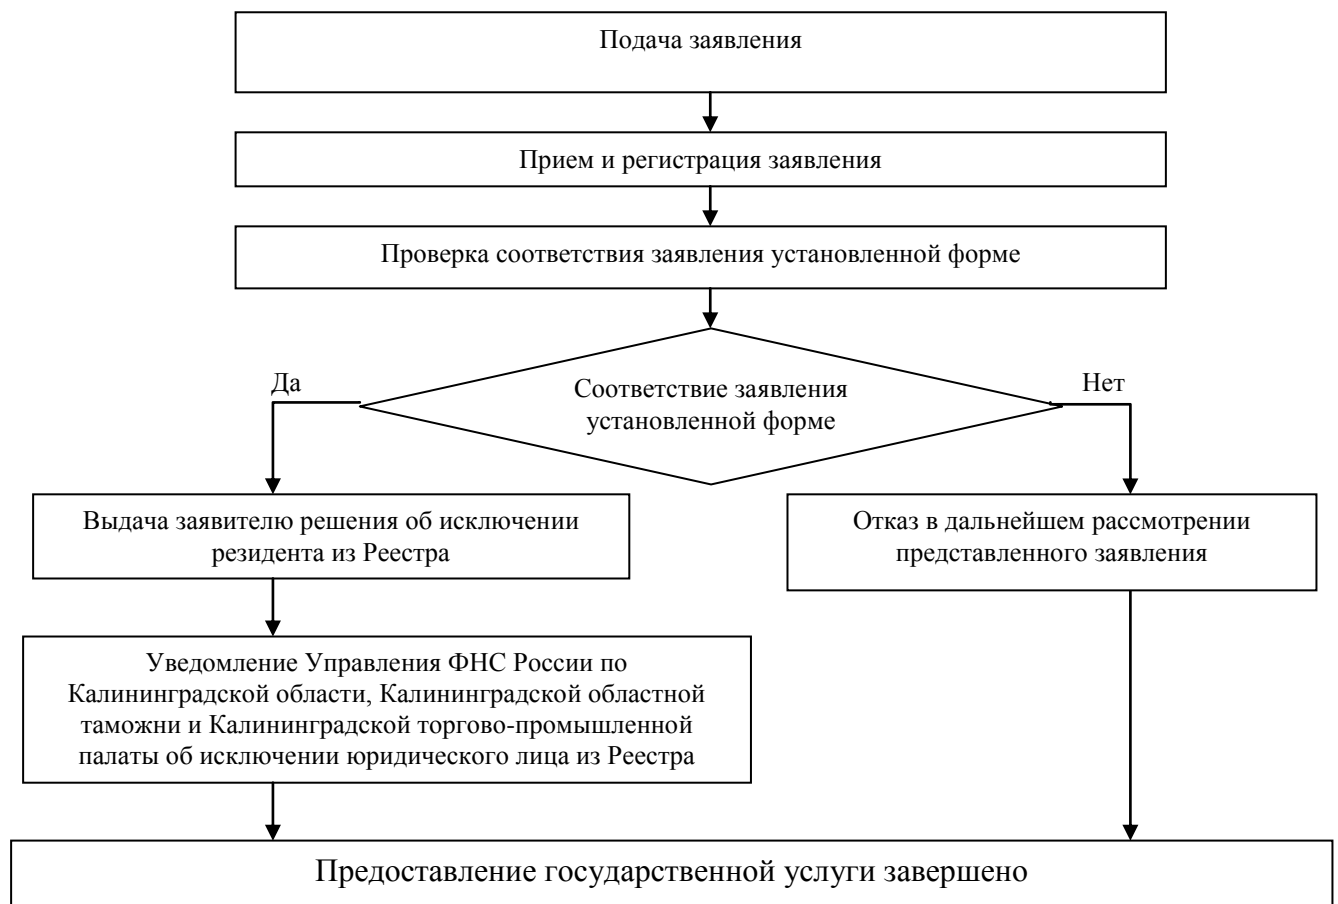 Подача заявления
Прием и регистрация заявления
Проверка соответствия заявления установленной форме
Да
Нет
Соответствие заявления
установленной форме
Выдача заявителю решения об исключении
резидента из Реестра
Отказ в дальнейшем рассмотрении
представленного заявления
Уведомление Управления ФНС России по
Калининградской области, Калининградской областной
таможни и Калининградской торгово-промышленной
палаты об исключении юридического лица из Реестра
Предоставление государственной услуги завершено